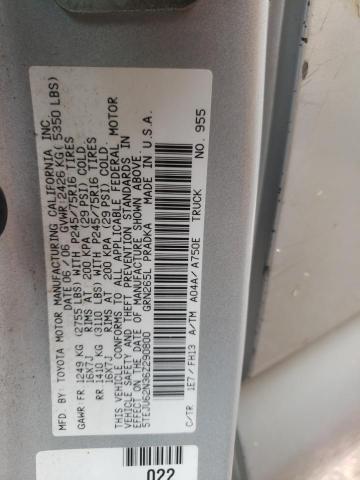 MFD. BY TOYOTA MOTOR MANUFACTURING CALIFORNIA INC
DATE 06/06 GVWR:2426 KG( 5350 LBS)
GAWR:FR 1249 KG (2755 LBS) WITH P245/75R16 TIRES
16X7J RIMS AT 200 KPA (29 PSI) COLD.
RR 1410 KG (3110 LBS) WITH P245/75R16 TIRES
16X7J RIMS AT 200 KPA (29 PSI) COLD.
THIS VEHICLE CONFORMS TO ALL APPLICABLE FEDERAL MOTOR
VEHICLE SAFETY AND THEFT PREVENTION STANDARDS IN
EFFECT ON THE DATE OF MANUFACTURE SHOWN ABOVE.
5TEJU62N36Z290800 GRN265L PRADKA MADE IN U.S.A.
TRUCK
C/TR 1E7/FH13 A/TM A04A/A750E NO. 955
022